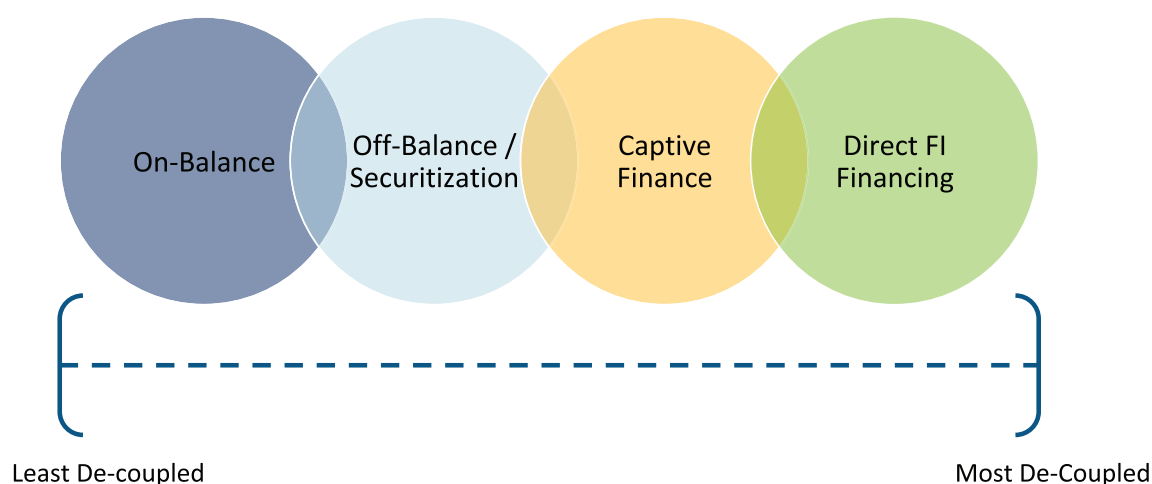 On-Balance
Off-Balance /
Securitization
Captive
Finance
Direct FI
Financing
Least De-coupled
Most De-Coupled